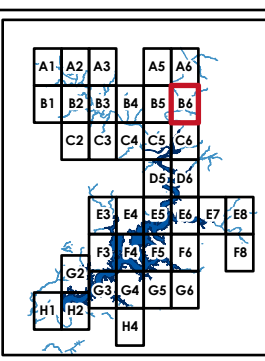 A1 A2 A3 A5 A6
B1 B2 B3 B4 B5 B6
C2 C3 C4 C5 C6
D5 D6
E3 E4 E5 E6 E7 E8
F3 F4 F5 F6 F8
G2
G3 G4 G5 G6
H1 H2
H4